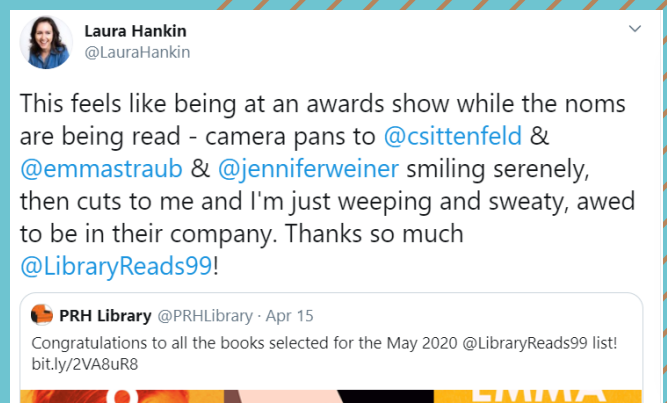 Laura Hankin
@LauraHankin
This feels like being at an awards show while the noms
are being read - camera pans to @csittenfeld &
@emmastraub & @jenniferweiner smiling serenely,
then cuts to me and I'm just weeping and sweaty, awed
to be in their company. Thanks so much
@LibraryReads99!
PRH Library @PRHLibrary · Apr 15
Congratulations to all the books selected for the May 2020 @LibraryReads99 list!
bit.ly/2VA8uR8
EMMA